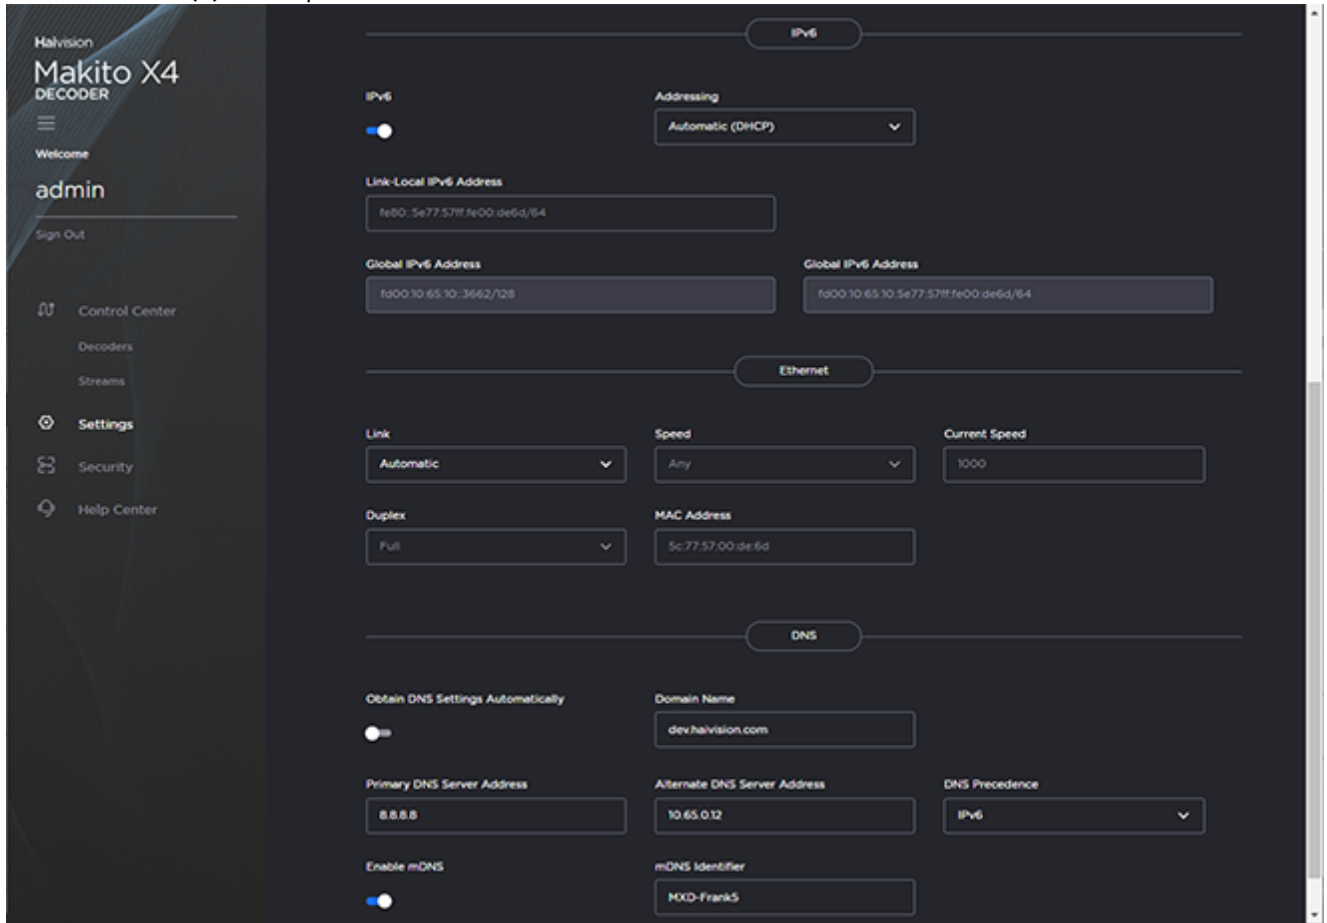 IPv6
Haivision
Makito X4
DECODER
Welcome
admin
Sign Out
Control Center
Decoders
Streams
Settings
Security
Help Center
IPv6
Addressing
Automatic (DHCP)
Link-Local IPv6 Address
fe80::5e77:57ff:fe00:de6d/64
Global IPv6 Address
Global IPv6 Address
fd00:10:65:10::3662/128
fd00:10:65:10:5e77:57ff:fe00:de6d/64
Ethernet
Link
Speed
Current Speed
Automatic
Any
1000
Duplex
MAC Address
Full
5c:77:57:00:de:6d
DNS
Obtain DNS Settings Automatically
Domain Name
dev.haivision.com
Primary DNS Server Address
Alternate DNS Server Address
DNS Precedence
8.8.8.8
10.65.0.12
IPv6
Enable mDNS
mDNS Identifier
MXD-FrankS